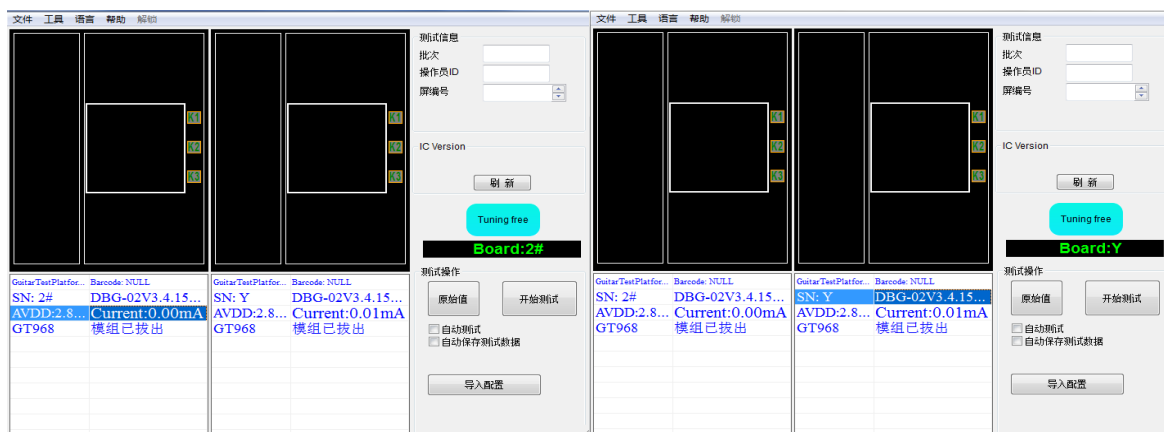 文件 工具 语言 帮助 解锁
K1
K2
K3
K1
K2
K3
测试信息
批次
操作员ID
屏编号
IC Version
刷 新
Tuning free
Board:2#
测试操作
原始值 开始测试
自动测试
自动保存测试数据
导入配置
GuitarTestPlatfor... Barcode: NULL
SN: 2# DBG-02V3.4.15...
AVDD:2.8... Current:0.00mA
GT968 模组已拔出
GuitarTestPlatfor... Barcode: NULL
SN: Y DBG-02V3.4.15...
AVDD:2.8... Current:0.01mA
GT968 模组已拔出
文件 工具 语言 帮助 解锁
K1
K2
K3
K1
K2
K3
测试信息
批次
操作员ID
屏编号
IC Version
刷 新
Tuning free
Board:Y
测试操作
原始值 开始测试
自动测试
自动保存测试数据
导入配置
GuitarTestPlatfor... Barcode: NULL
SN: 2# DBG-02V3.4.15...
AVDD:2.8... Current:0.00mA
GT968 模组已拔出
GuitarTestPlatfor... Barcode: NULL
SN: Y DBG-02V3.4.15...
AVDD:2.8... Current:0.01mA
GT968 模组已拔出